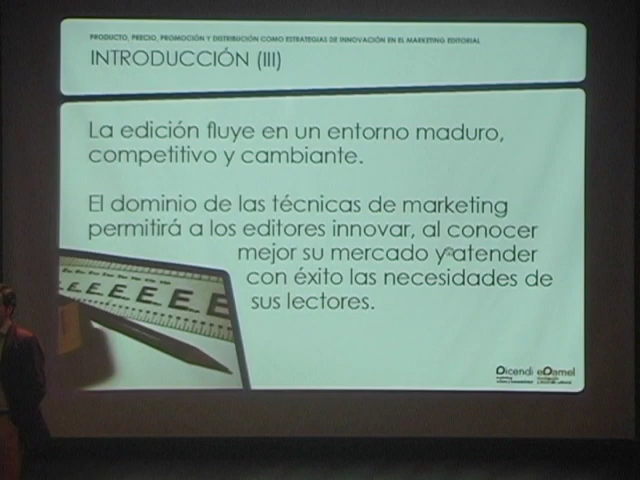 PRODUCTO, PRECIO, PROMOCIÓN Y DISTRIBUCIÓN COMO ESTRATEGIAS DE INNOVACIÓN EN EL MARKETING EDITORIAL
INTRODUCCIÓN (III)
La edición fluye en un entorno maduro,
competitivo y cambiante.
El dominio de las técnicas de marketing
permitirá a los editores innovar, al conocer
mejor su mercado y atender
con éxito las necesidades de
sus lectores.
E E E E E E
Dicendi eDamel